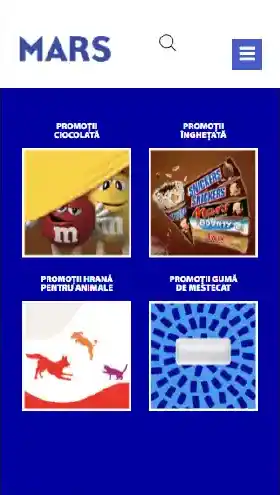 MARS
PROMOȚII
CIOCOLATĂ
PROMOȚII
ÎNGHEȚATĂ
m
m
SNICKERS
SNICKERS
Mars
BOUNTY
PROMOȚII HRANĂ
PENTRU ANIMALE
PROMOȚII GUMĂ
DE MESTECAT